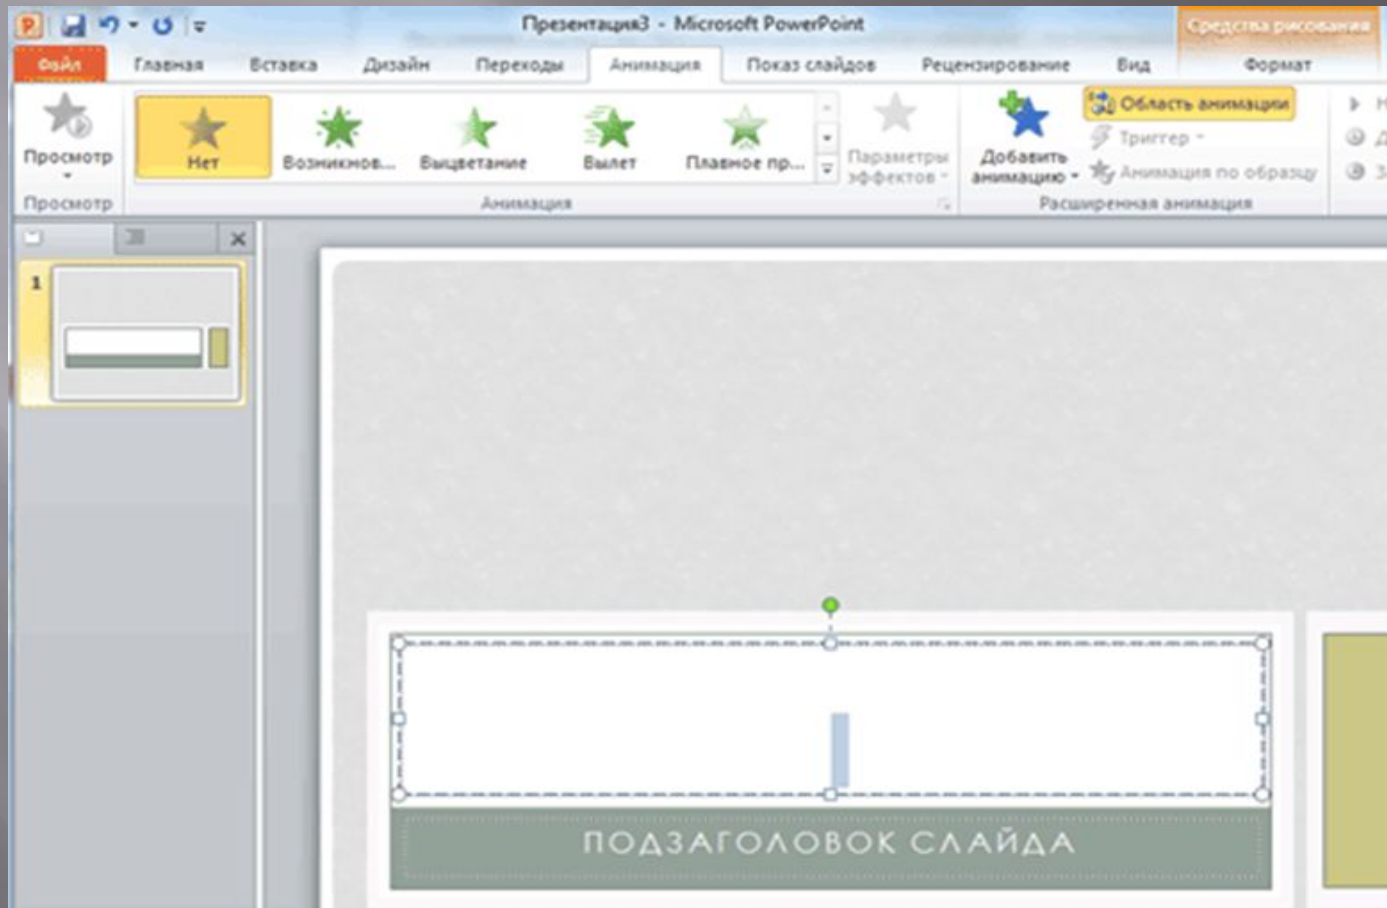 Презентация3 - Microsoft PowerPoint
Средства рисования
Файл Главная Вставка Дизайн Переходы Анимация Показ слайдов Рецензирование Вид Формат
Просмотр
Нет Возникнов... Выцветание Вылет Плавное пр...
Параметры
эффектов
Добавить
анимацию
Область анимации
Триггер
Анимация по образцу
Просмотр Анимация Расширенная анимация
1
ПОДЗАГОЛОВОК СЛАЙДА